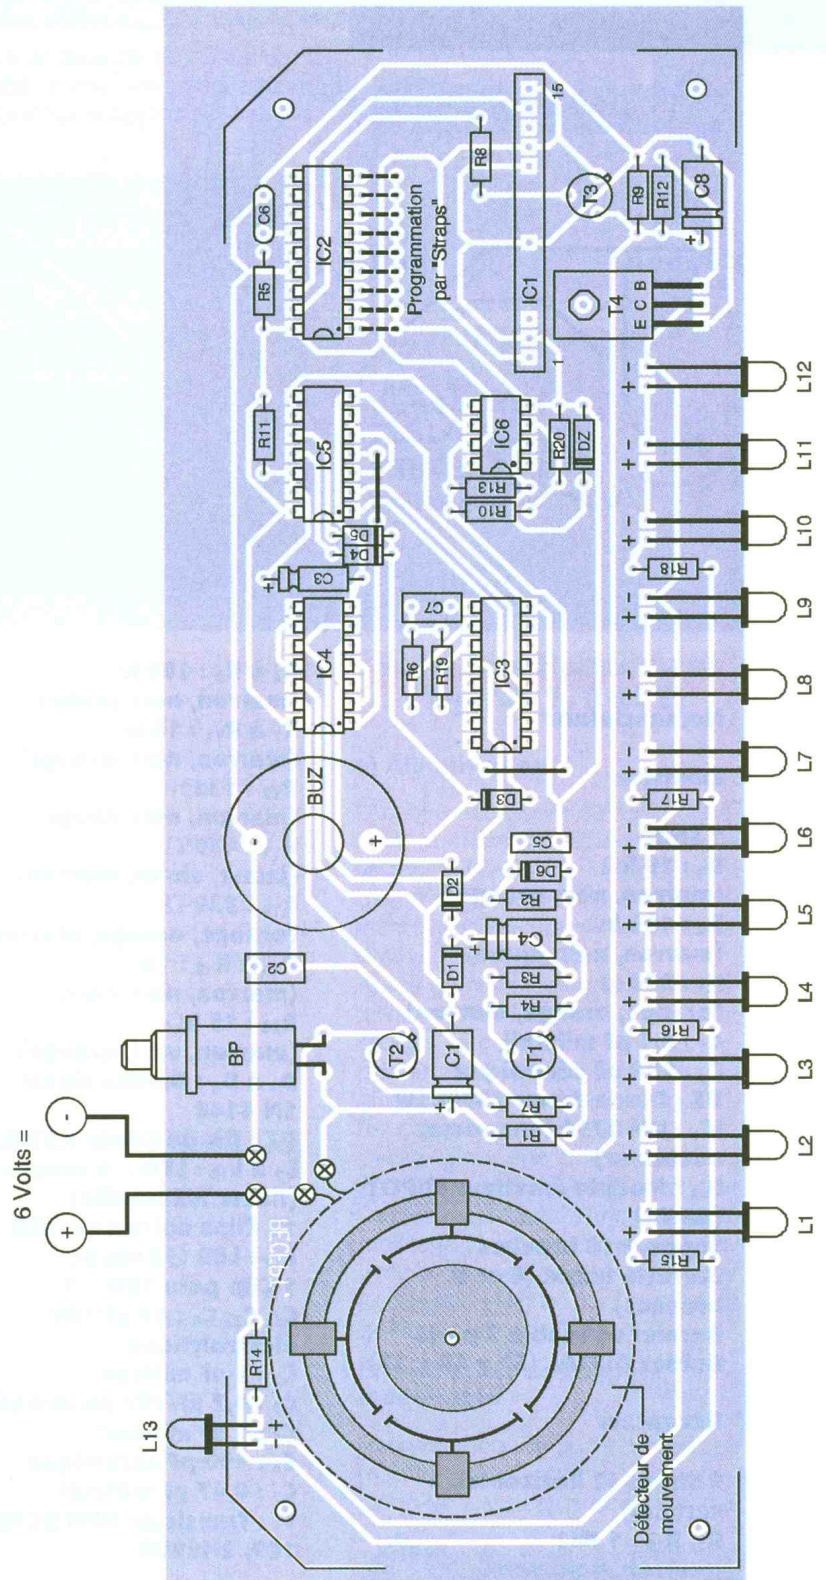 6 Volts =
+
-
L13
- +
R14
BP
C2
BUZ
-
+
IC4
C3
+
D4
D5
IC5
R11
R5
C6
IC2
Programmation
par "Straps"
T2
C1
+
D1
D2
D3
R6
R19
C7
IC3
R10
R13
IC6
R8
IC1
1
15
R1
R7
T1
R4
R3
C4
+
R2
D6
C5
R20
DZ
T4
E C B
T3
R9
R12
C8
+
Détecteur de
mouvement
R15
R16
R17
R18
+ -
+ -
+ -
+ -
+ -
+ -
+ -
+ -
+ -
+ -
+ -
+ -
L1
L2
L3
L4
L5
L6
L7
L8
L9
L10
L11
L12